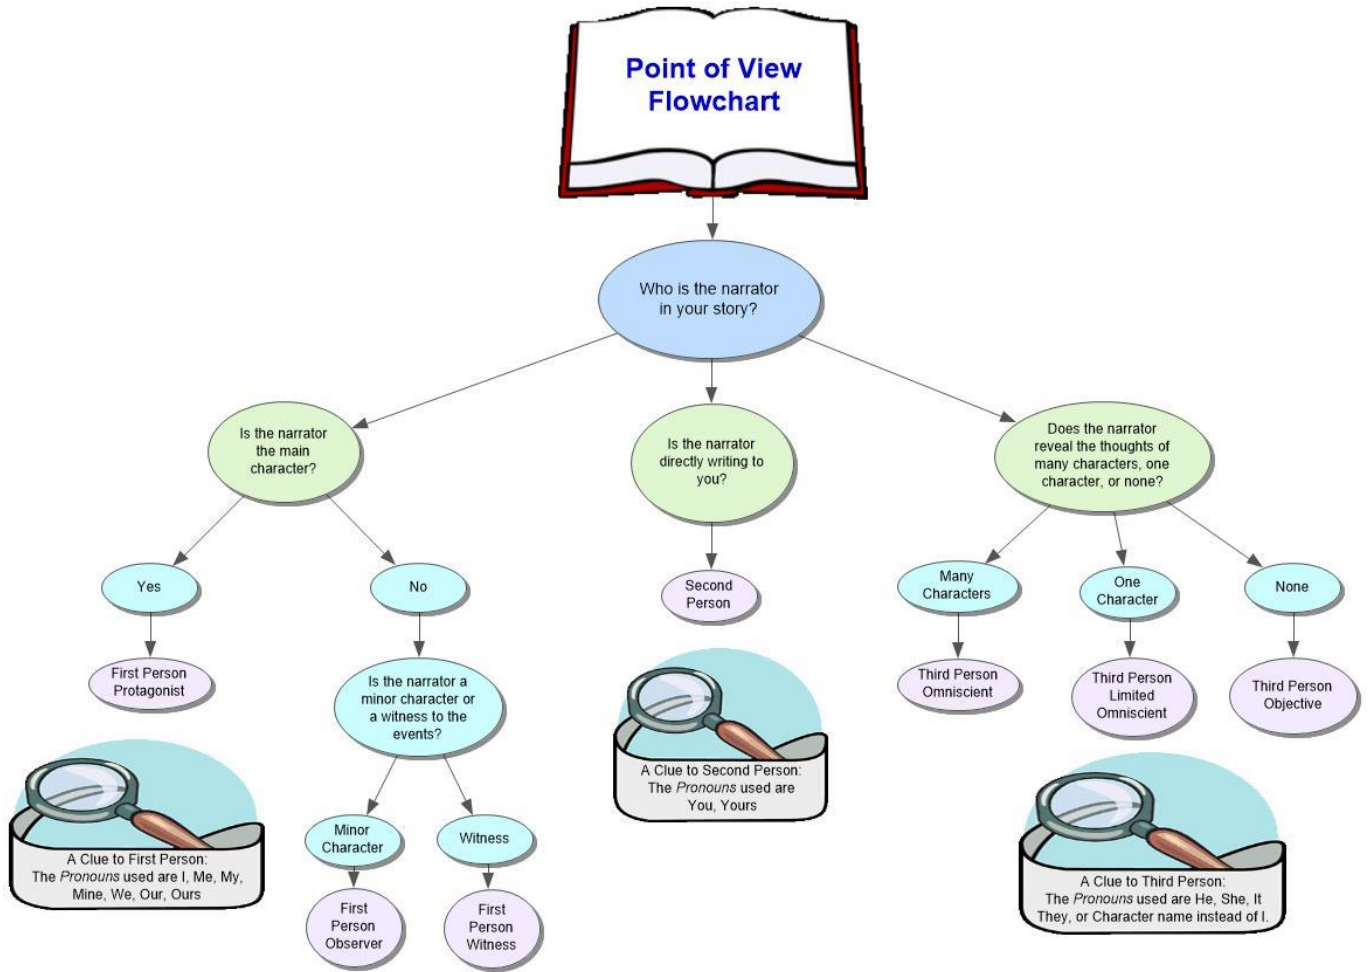 Point of View
Flowchart
Who is the narrator
in your story?
Is the narrator
the main
character?
Is the narrator
directly writing to
you?
Does the narrator
reveal the thoughts of
many characters, one
character, or none?
Yes
No
Second
Person
Many
Characters
One
Character
None
First Person
Protagonist
Is the narrator a
minor character or
a witness to the
events?
Third Person
Omniscient
Third Person
Limited
Omniscient
Third Person
Objective
A Clue to Second Person:
The Pronouns used are
You, Yours
Minor
Character
Witness
A Clue to First Person:
The Pronouns used are I, Me, My,
Mine, We, Our, Ours
First
Person
Observer
First
Person
Witness
A Clue to Third Person:
The Pronouns used are He, She, It
They, or Character name instead of I.